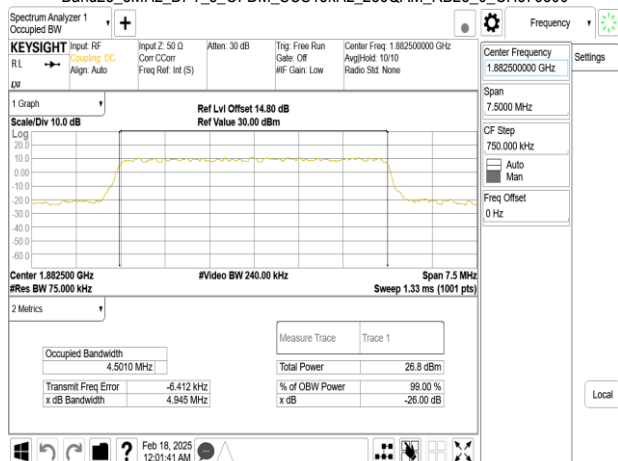 Spectrum Analyzer 1
Occupied BW
Frequency
KEYSIGHT
Input: RF
Coupling: DC
Align: Auto
Input Z: 50 Ω
Corr CCorr
Freq Ref: Int (S)
Atten: 30 dB
Trig: Free Run
Gate: Off
#IF Gain: Low
Center Freq: 1.882500000 GHz
Avg|Hold: 10/10
Radio Std: None
RL
LXI
Center Frequency
1.882500000 GHz
Settings
Span
7.5000 MHz
CF Step
750.000 kHz
Auto
Man
Freq Offset
0 Hz
Local
1 Graph
Scale/Div 10.0 dB
Ref Lvl Offset 14.80 dB
Ref Value 30.00 dBm
Log
20.0
10.0
0.00
-10.0
-20.0
-30.0
-40.0
-50.0
-60.0
Center 1.882500 GHz
#Video BW 240.00 kHz
Span 7.5 MHz
#Res BW 75.000 kHz
Sweep 1.33 ms (1001 pts)
2 Metrics
Measure Trace
Trace 1
Occupied Bandwidth
4.5010 MHz
Total Power
26.8 dBm
Transmit Freq Error
-6.412 kHz
% of OBW Power
99.00 %
x dB Bandwidth
4.945 MHz
x dB
-26.00 dB
Feb 18, 2025
12:01:41 AM